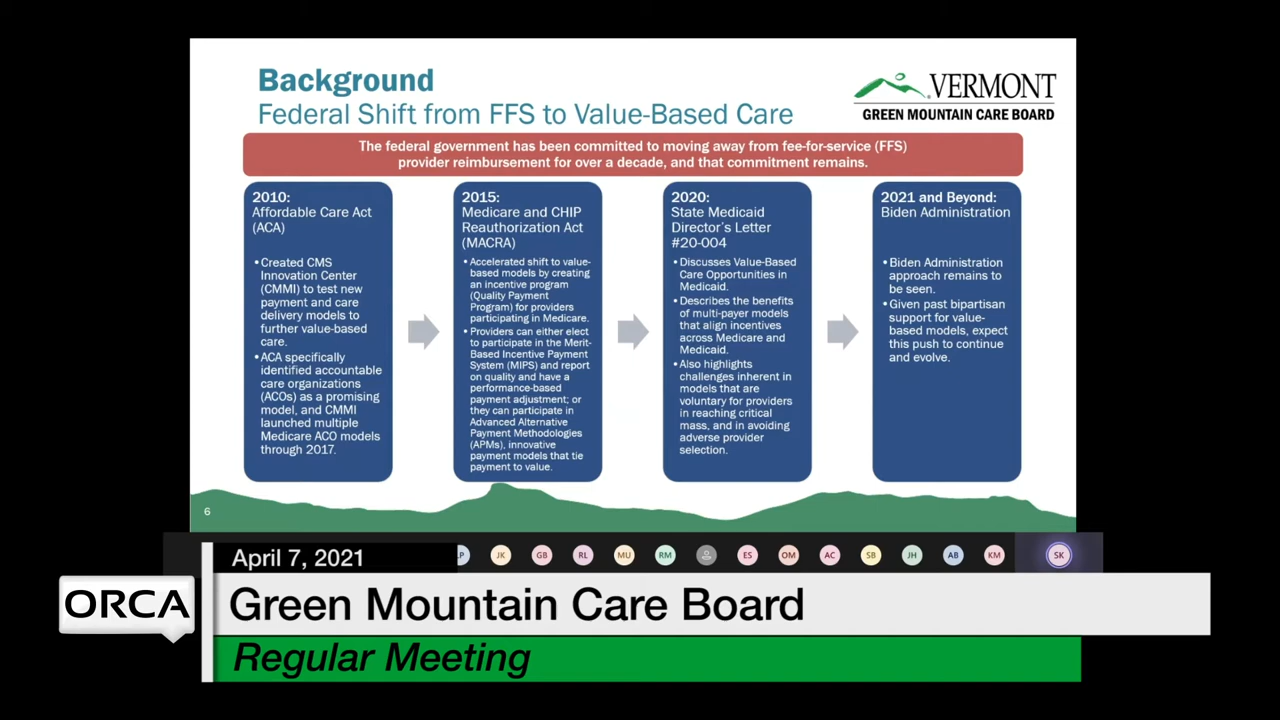 Background
Federal Shift from FFS to Value-Based Care
VERMONT
GREEN MOUNTAIN CARE BOARD
The federal government has been committed to moving away from fee-for-service (FFS)
provider reimbursement for over a decade, and that commitment remains.
2010:
Affordable Care Act
(ACA)
•Created CMS
Innovation Center
(CMMI) to test new
payment and care
delivery models to
further value-based
care.
•ACA specifically
identified accountable
care organizations
(ACOs) as a promising
model, and CMMI
launched multiple
Medicare ACO models
through 2017.
2015:
Medicare and CHIP
Reauthorization Act
(MACRA)
•Accelerated shift to value-
based models by creating
an incentive program
(Quality Payment
Program) for providers
participating in Medicare.
•Providers can either elect
to participate in the Merit-
Based Incentive Payment
System (MIPS) and report
on quality and have a
performance-based
payment adjustment; or
they can participate in
Advanced Alternative
Payment Methodologies
(APMs), innovative
payment models that tie
payment to value.
2020:
State Medicaid
Director's Letter
#20-004
•Discusses Value-Based
Care Opportunities in
Medicaid.
•Describes the benefits
of multi-payer models
that align incentives
across Medicare and
Medicaid.
•Also highlights
challenges inherent in
models that are
voluntary for providers
in reaching critical
mass, and in avoiding
adverse provider
selection.
2021 and Beyond:
Biden Administration
•Biden Administration
approach remains to
be seen.
•Given past bipartisan
support for value-
based models, expect
this push to continue
and evolve.
6
JK GB RL MU RM ES OM AC SB JH AB KM SK
April 7, 2021
ORCA
Green Mountain Care Board
Regular Meeting